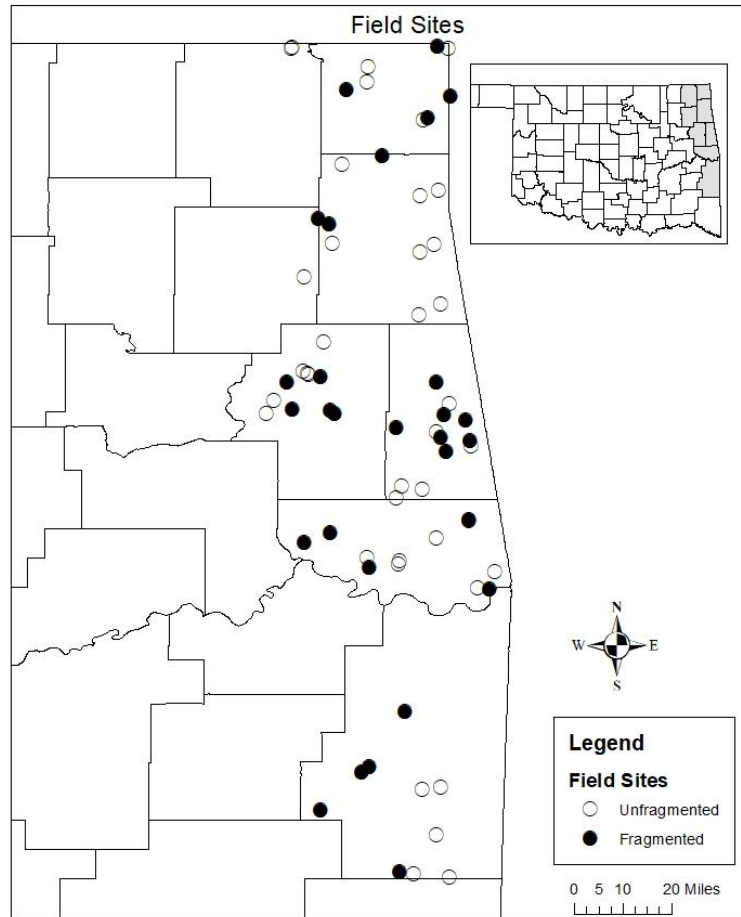 Field Sites
N
W E
S
Legend
Field Sites
Unfragmented
Fragmented
0 5 10 20 Miles